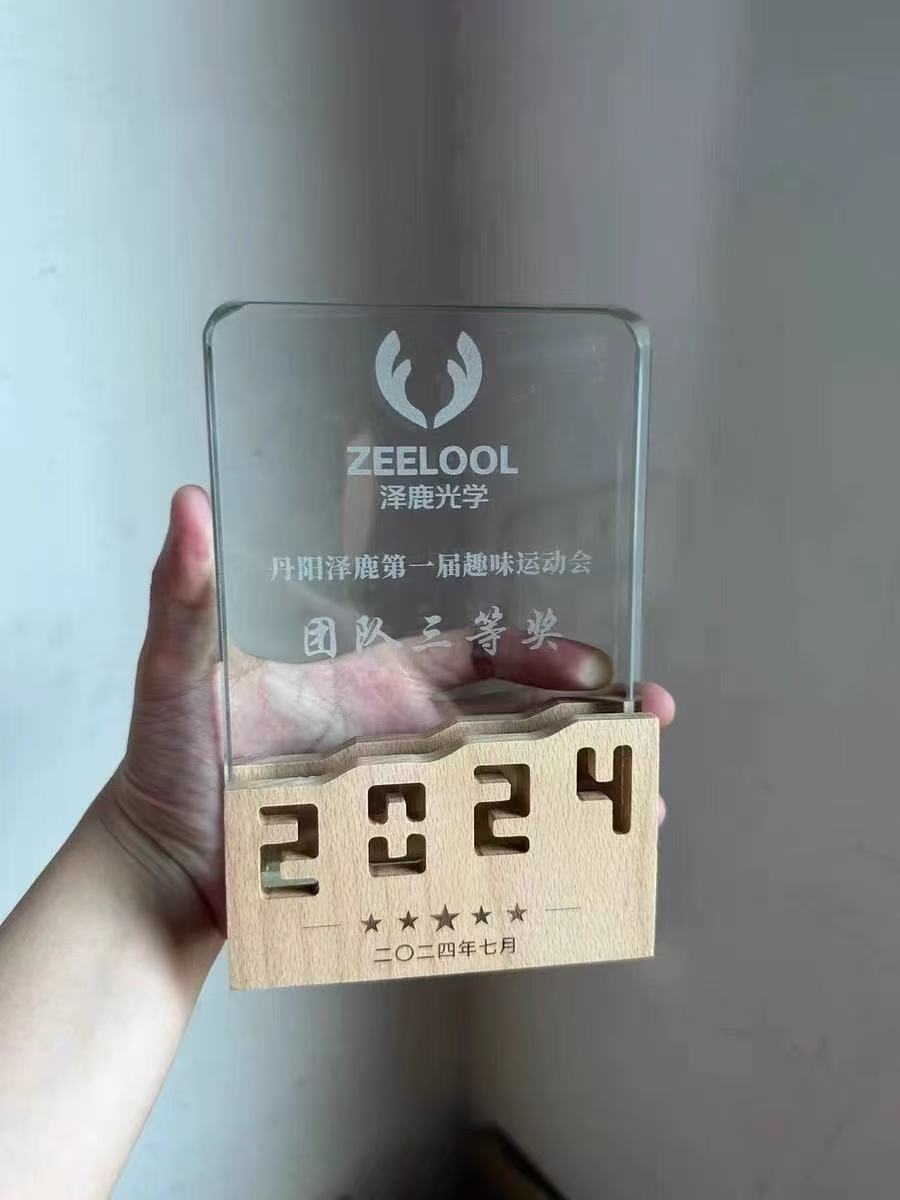 ZEELOOL
泽鹿光学
丹阳泽鹿第一届趣味运动会
团队三等奖
2024
二〇二四年七月